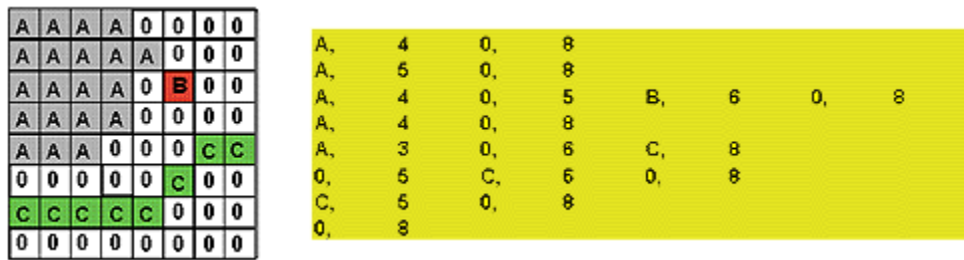 A A A A 0 0 0 0
A A A A A 0 0 0
A A A A 0 B 0 0
A A A A 0 0 0 0
A A A 0 0 0 C C
0 0 0 0 0 C 0 0
C C C C C 0 0 0
0 0 0 0 0 0 0 0
A, 4 0, 8
A, 5 0, 8
A, 4 0, 5 B, 6 0, 8
A, 4 0, 8
A, 3 0, 6 C, 8
0, 5 C, 6 0, 8
C, 5 0, 8
0, 8